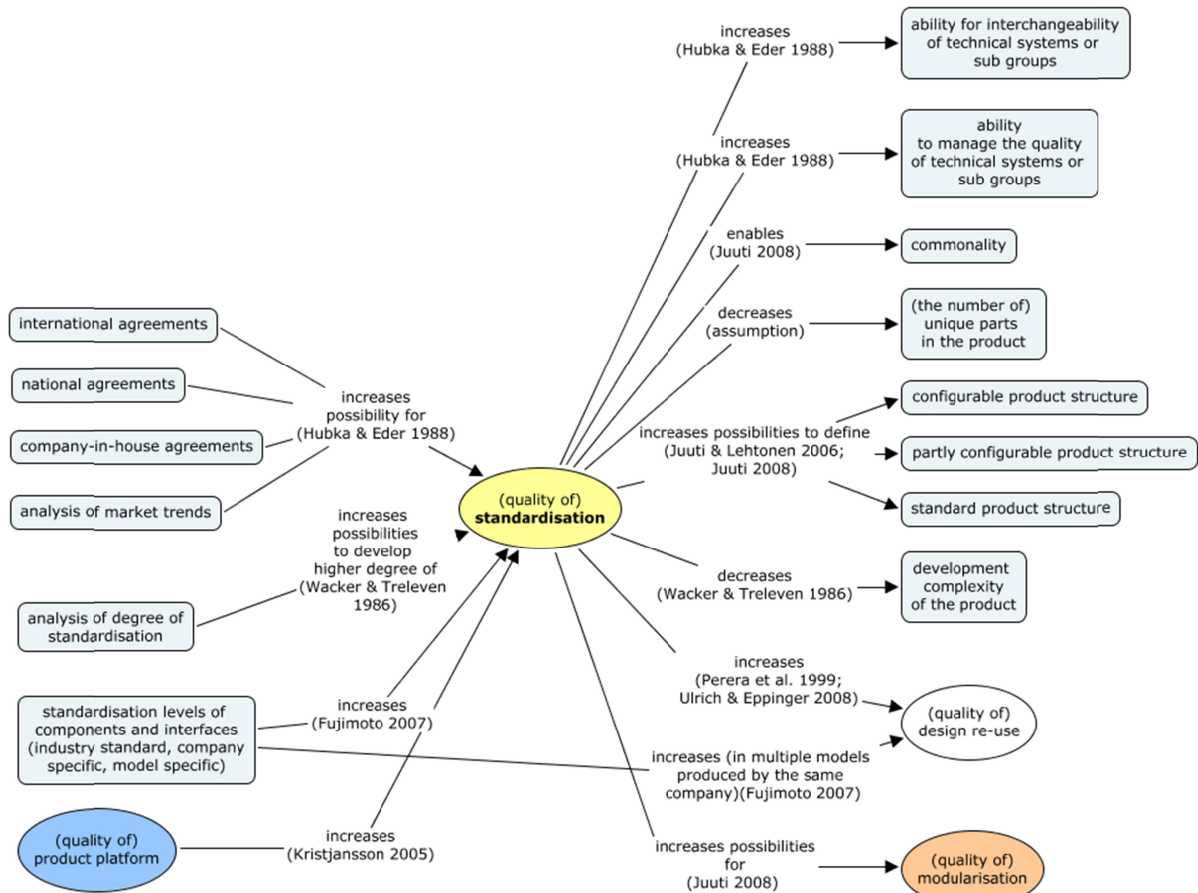 increases
(Hubka & Eder 1988)
ability for interchangeability
of technical systems or
sub groups
increases
(Hubka & Eder 1988)
ability
to manage the quality
of technical systems or
sub groups
enables
(Juuti 2008)
commonality
decreases
(assumption)
(the number of)
unique parts
in the product
international agreements
national agreements
company-in-house agreements
analysis of market trends
increases
possibility for
(Hubka & Eder 1988)
increases possibilities to define
(Juuti & Lehtonen 2006;
Juuti 2008)
configurable product structure
partly configurable product structure
standard product structure
(quality of)
standardisation
increases
possibilities
to develop
higher degree of
(Wacker & Treleven
1986)
analysis of degree of
standardisation
decreases
(Wacker & Treleven 1986)
development
complexity
of the product
increases
(Perera et al. 1999;
Ulrich & Eppinger 2008)
(quality of)
design re-use
standardisation levels of
components and interfaces
(industry standard, company
specific, model specific)
increases
(Fujimoto 2007)
increases (in multiple models
produced by the same
company)(Fujimoto 2007)
(quality of)
product platform
increases
(Kristjansson 2005)
increases possibilities
for
(Juuti 2008)
(quality of)
modularisation